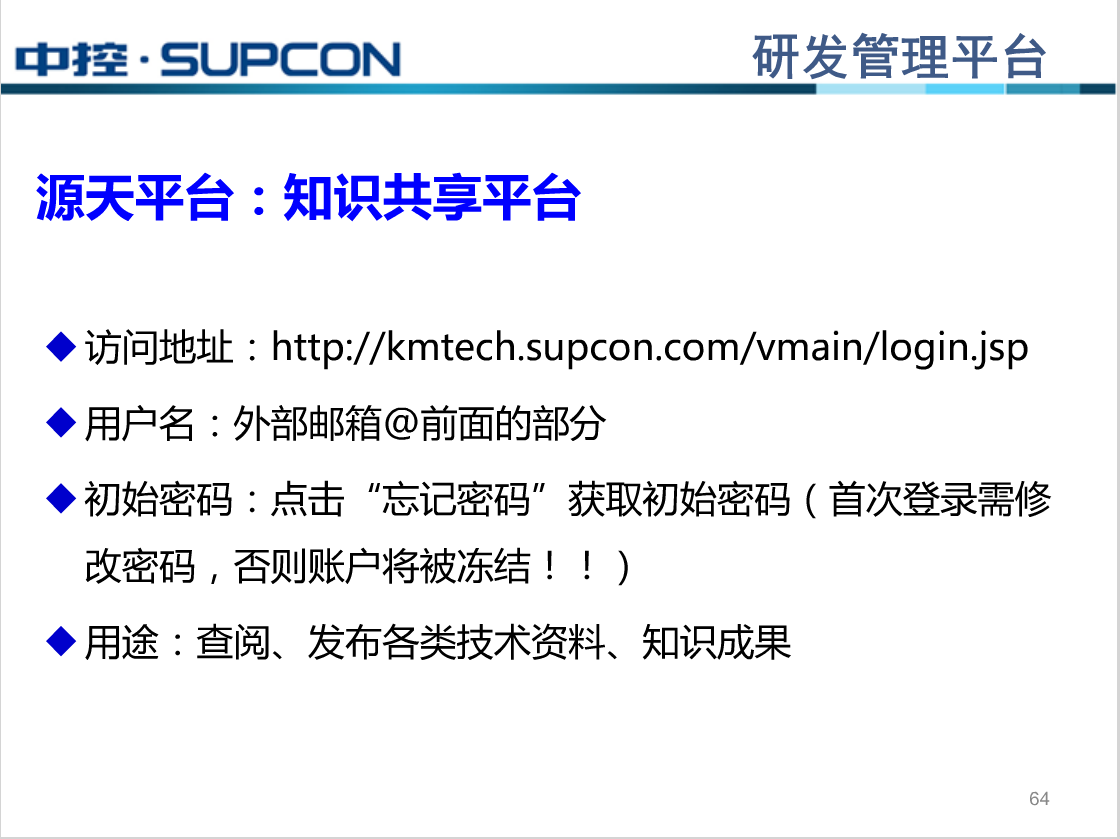 中控·SUPCON
研发管理平台
源天平台：知识共享平台
◆访问地址：http://kmtech.supcon.com/vmain/login.jsp
◆用户名：外部邮箱@前面的部分
◆初始密码：点击“忘记密码”获取初始密码（首次登录需修
改密码，否则账户将被冻结！！）
◆用途：查阅、发布各类技术资料、知识成果
64